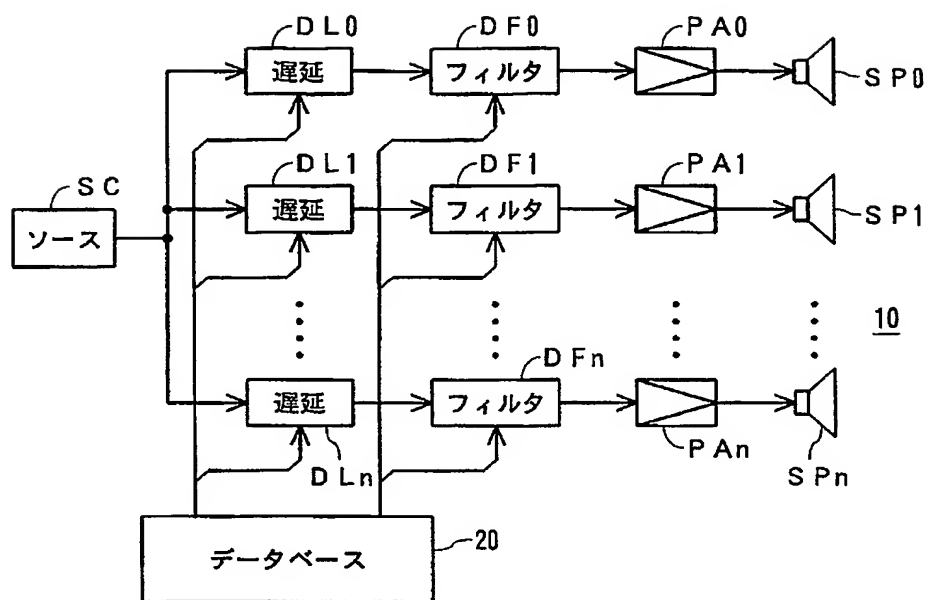 DL0 DF0 PA0
遅延 フィルタ SP0
DL1 DF1 PA1
SC
遅延 フィルタ SP1
ソース
10
DFn
遅延 フィルタ
PAn
DLn SPn
20
データベース